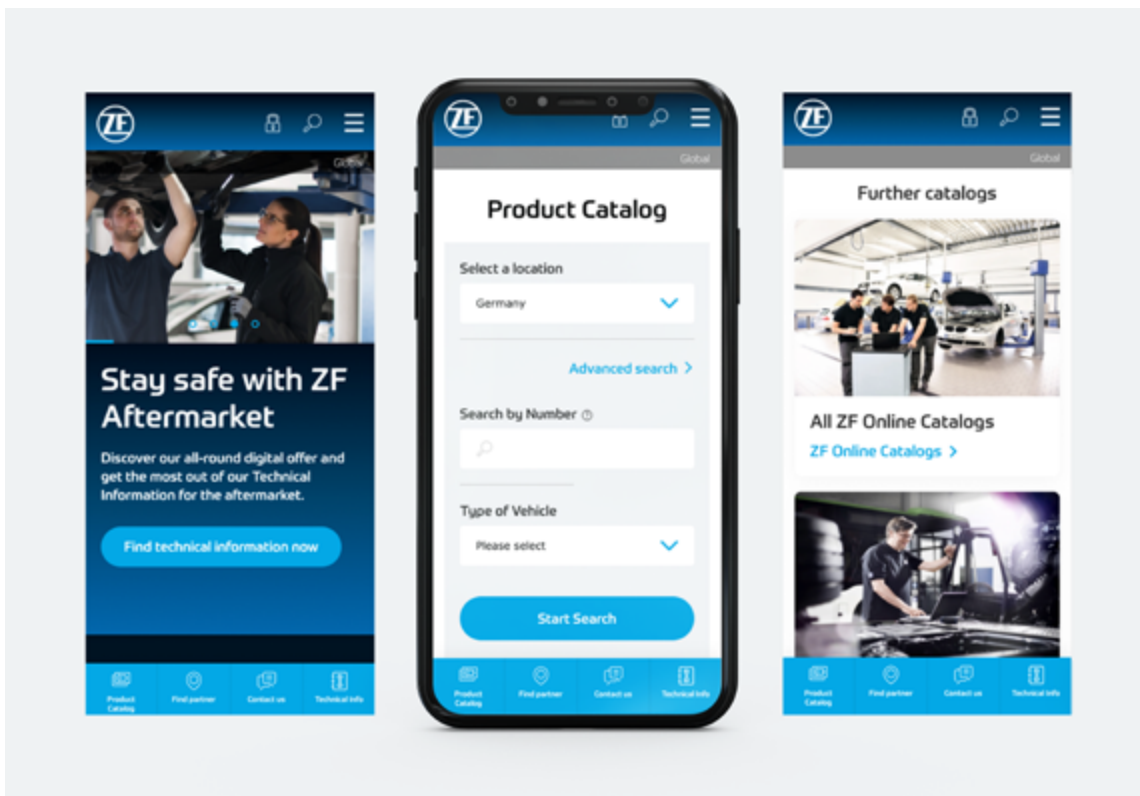 ZF
Global
Stay safe with ZF
Aftermarket
Discover our all-round digital offer and
get the most out of our Technical
Information for the aftermarket.
Find technical information now
Product
Catalog
Find partner
Contact us
Technical Info
ZF
Global
Product Catalog
Select a location
Germany
Advanced search
Search by Number
Type of Vehicle
Please select
Start Search
Product
Catalog
Find partner
Contact us
Technical Info
ZF
Global
Further catalogs
All ZF Online Catalogs
ZF Online Catalogs
Product
Catalog
Find partner
Contact us
Technical Info